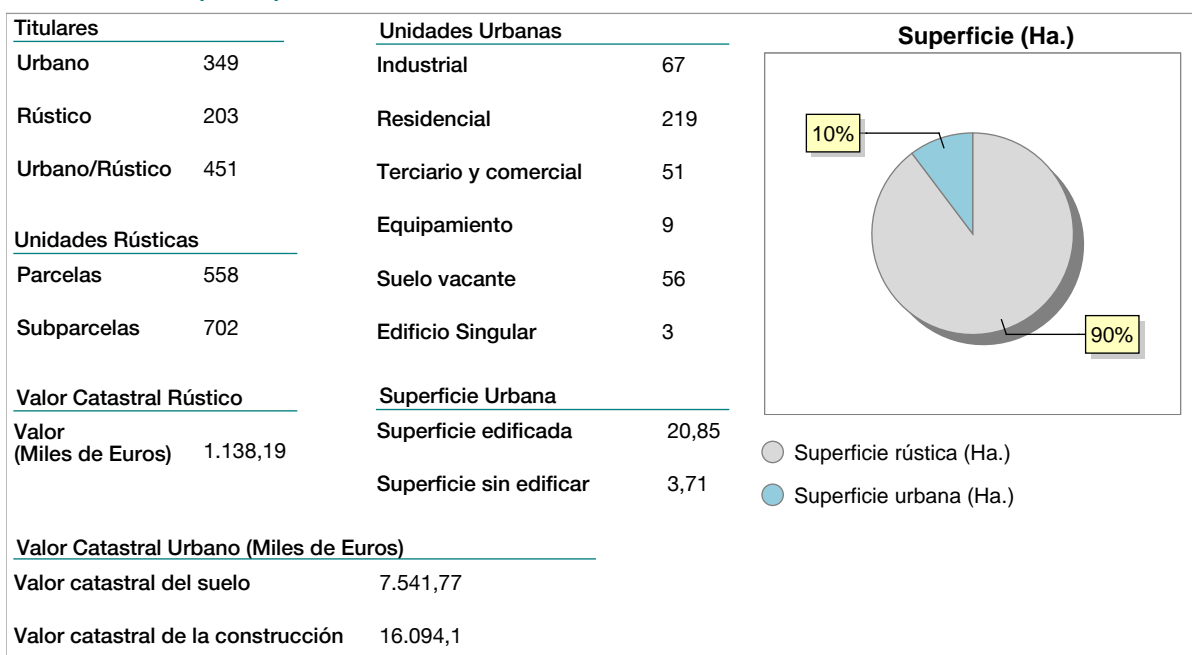 Titulares
Urbano 349
Rústico 203
Urbano/Rústico 451
Unidades Rústicas
Parcelas 558
Subparcelas 702
Valor Catastral Rústico
Valor
(Miles de Euros) 1.138,19
Unidades Urbanas
Industrial 67
Residencial 219
Terciario y comercial 51
Equipamiento 9
Suelo vacante 56
Edificio Singular 3
Superficie Urbana
Superficie edificada 20,85
Superficie sin edificar 3,71
Superficie (Ha.)
10%
90%
Superficie rústica (Ha.)
Superficie urbana (Ha.)
Valor Catastral Urbano (Miles de Euros)
Valor catastral del suelo 7.541,77
Valor catastral de la construcción 16.094,1